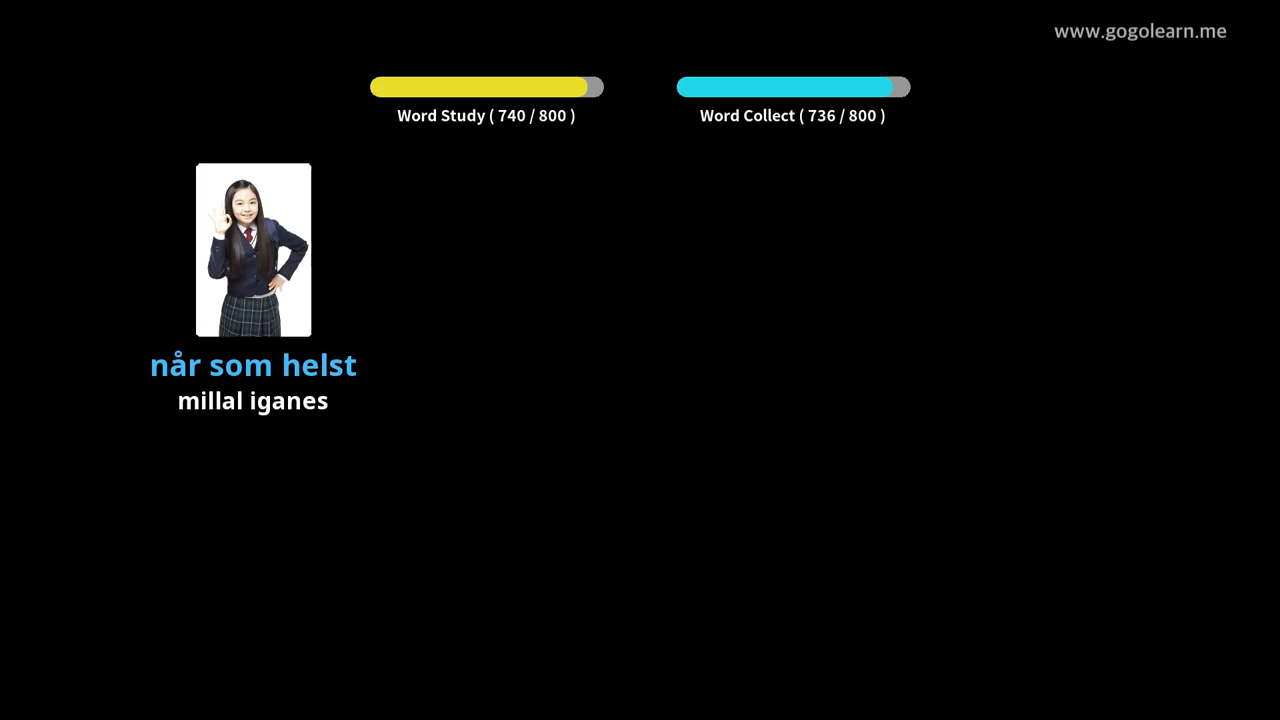 www.gogolearn.me
Word Study ( 740 / 800 )
Word Collect ( 736 / 800 )
når som helst
millal iganes